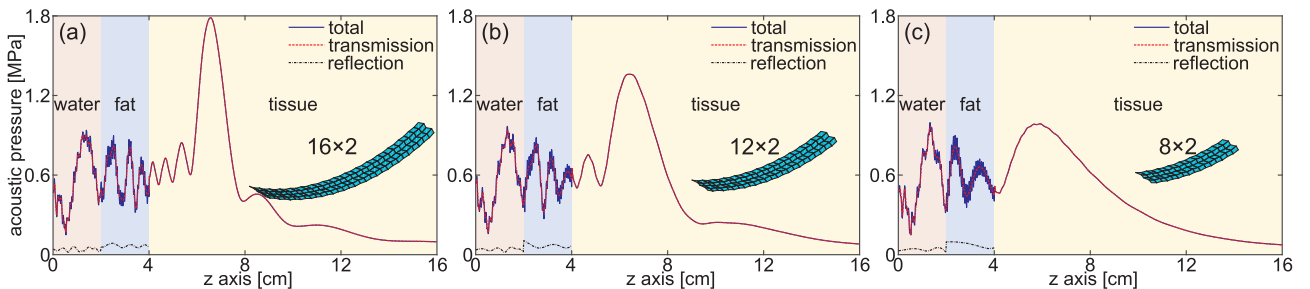 acoustic pressure [MPa]
1.8
1.2
0.6
0
(a)
total
transmission
reflection
water
fat
tissue
16×2
0
4
8
12
16
z axis [cm]
1.8
1.2
0.6
0
(b)
total
transmission
reflection
water
fat
tissue
12×2
0
4
8
12
16
z axis [cm]
1.8
1.2
0.6
0
(c)
total
transmission
reflection
water
fat
tissue
8×2
0
4
8
12
16
z axis [cm]